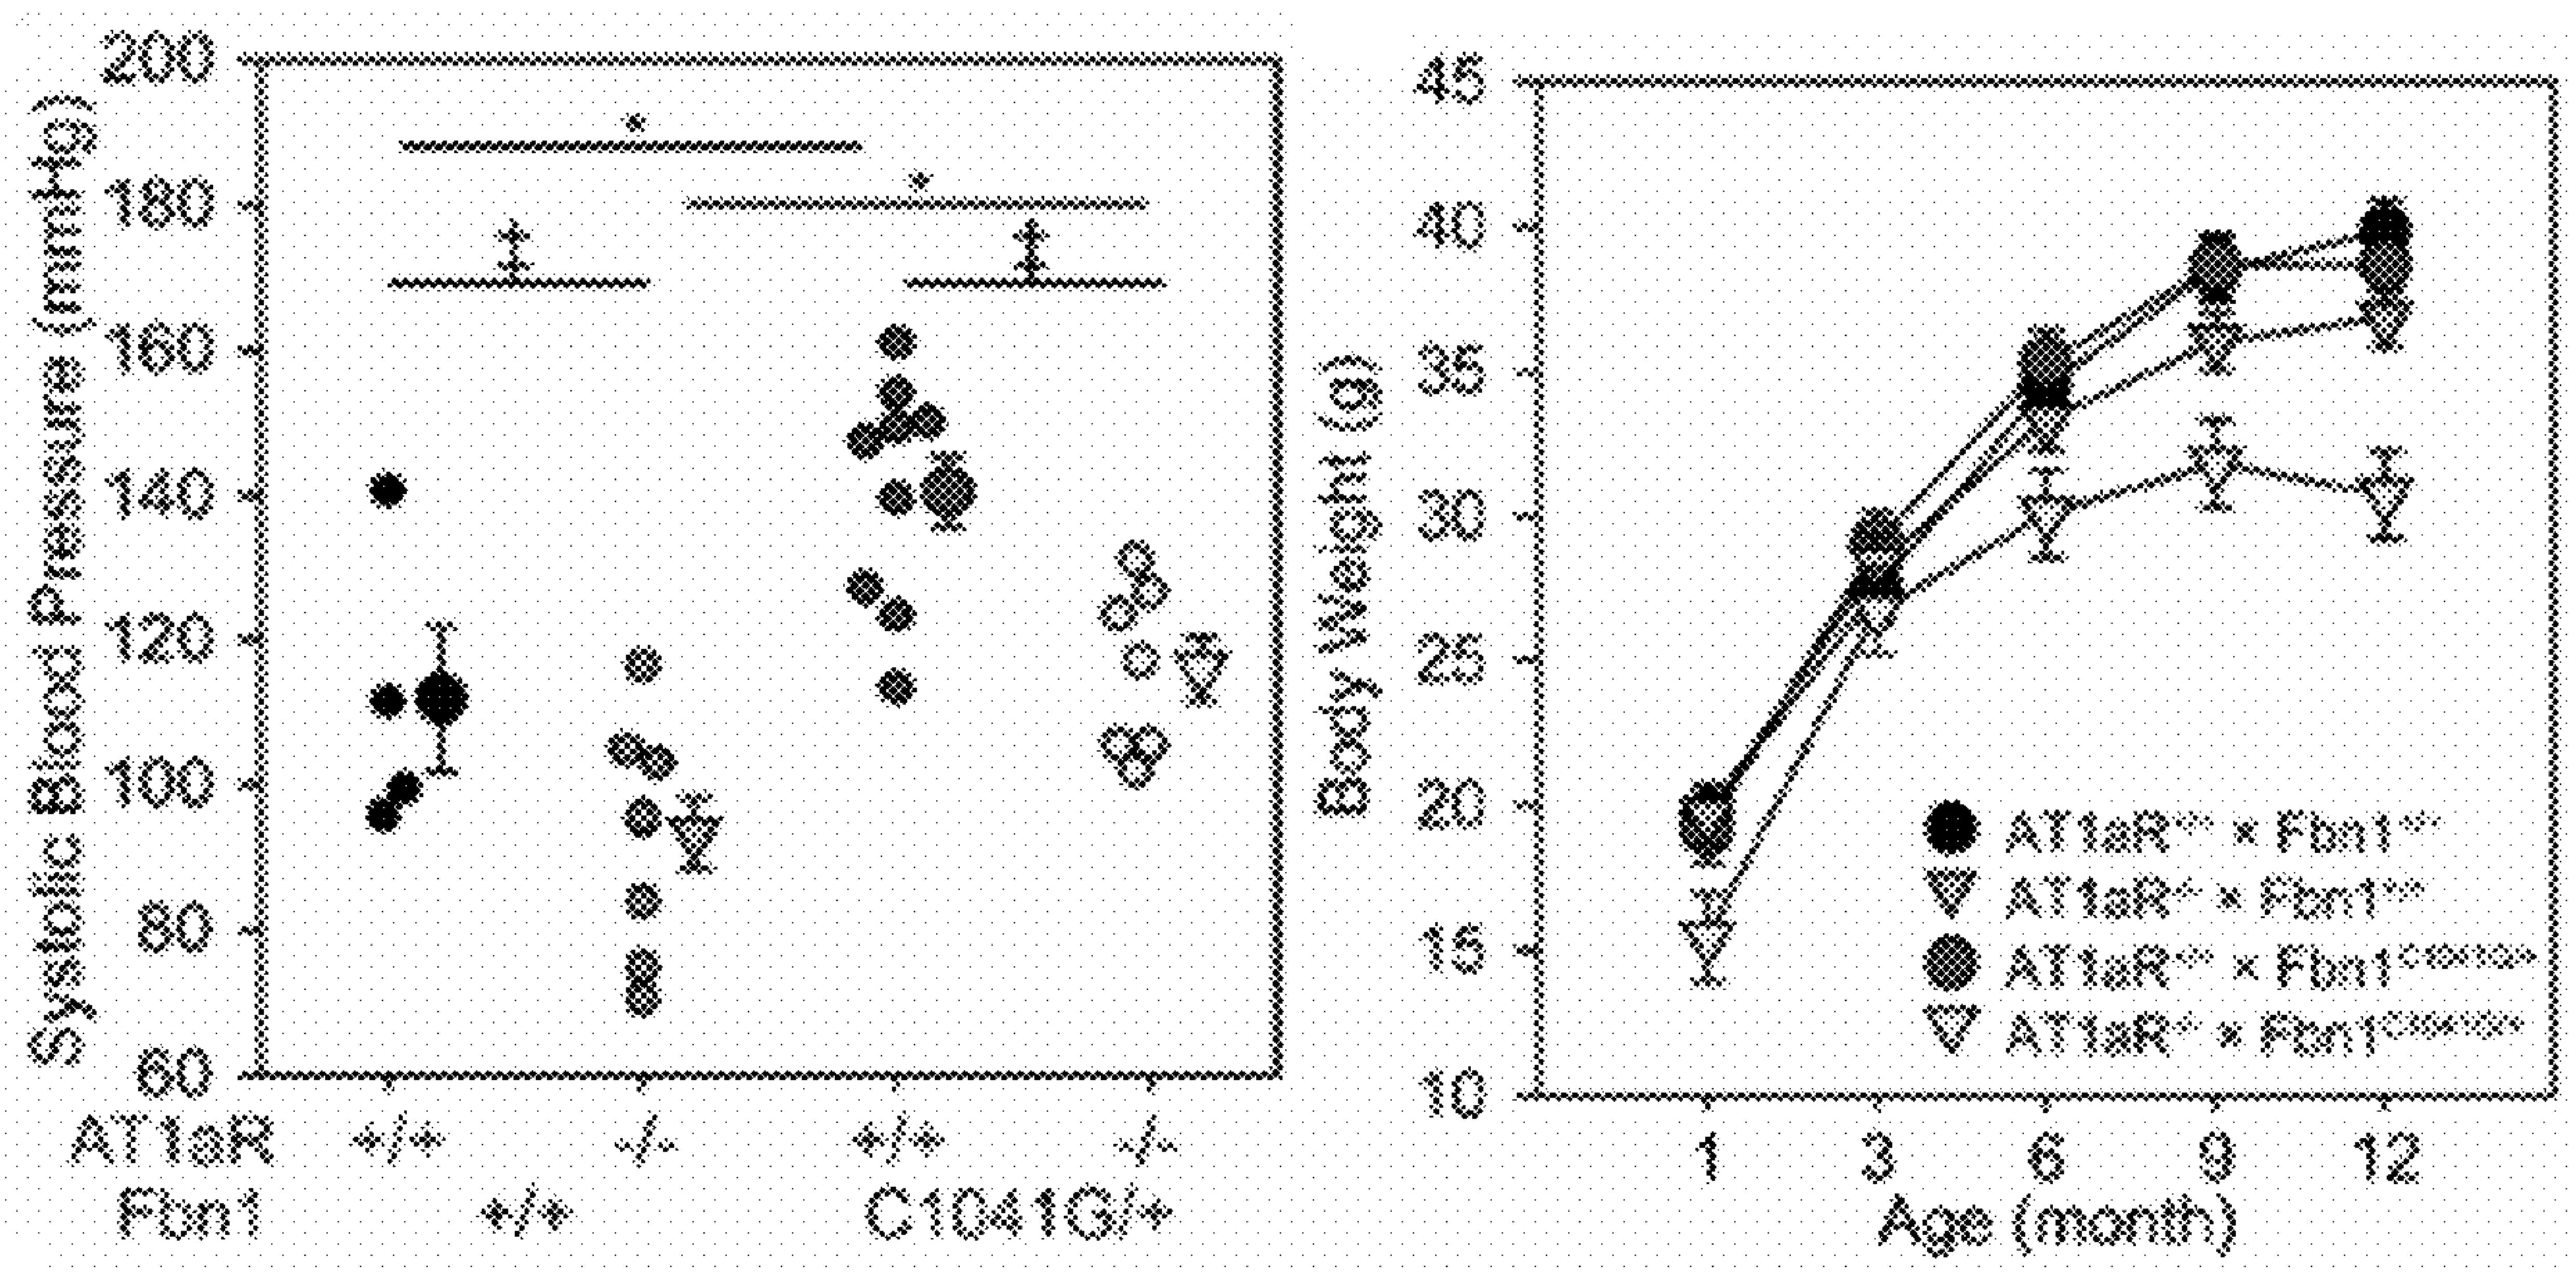 200
180
160
140
120
100
80
60
Systolic Blood Pressure (mmHg)
*
*
‡
‡
AT1aR +/+ -/- +/+ -/-
Fbn1 +/+ C1041G/+
45
40
35
30
25
20
15
10
Body Weight (g)
1 3 6 9 12
Age (month)
AT1aR+/+ × Fbn1+/+
AT1aR-/- × Fbn1+/+
AT1aR+/+ × Fbn1C1041G/+
AT1aR-/- × Fbn1C1041G/+